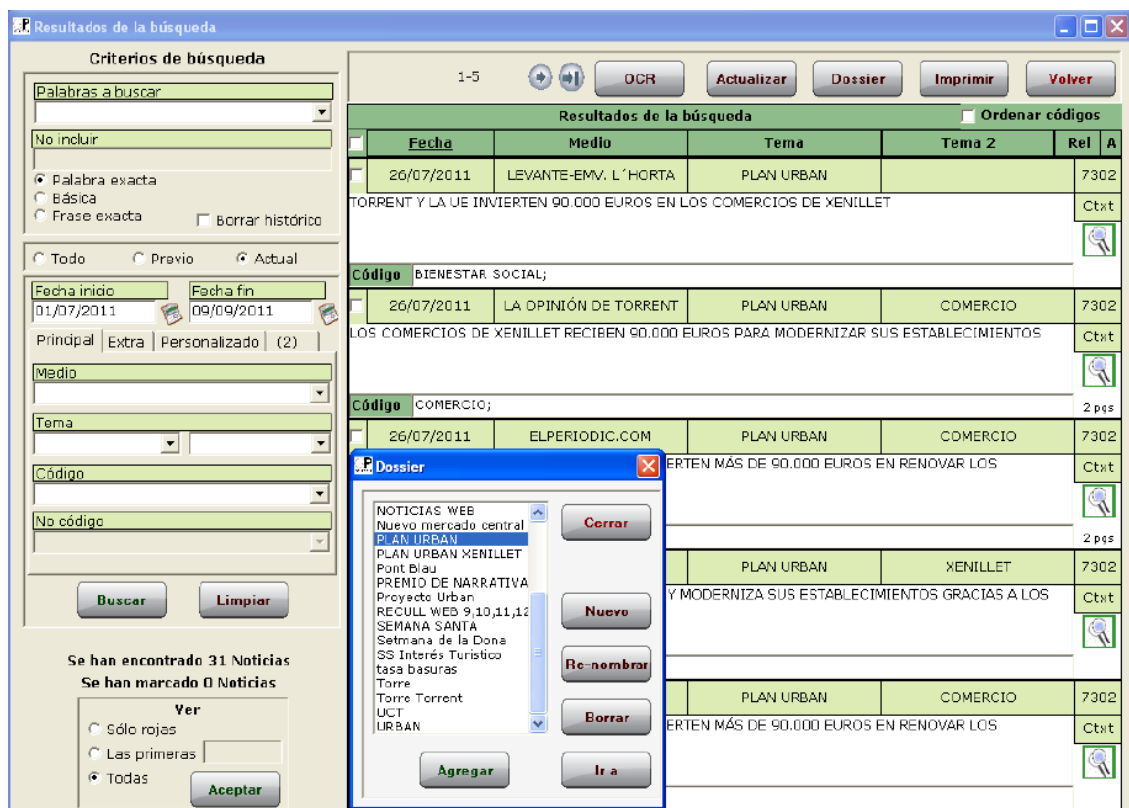 Resultados de la búsqueda
Criterios de búsqueda
Palabras a buscar
No incluir
Palabra exacta
Básica
Frase exacta
Borrar histórico
Todo Previo Actual
Fecha inicio Fecha fin
01/07/2011 09/09/2011
Principal Extra Personalizado (2)
Medio
Tema
Código
No código
Buscar Limpiar
Se han encontrado 31 Noticias
Se han marcado 0 Noticias
Ver
Sólo rojas
Las primeras
Todas
Aceptar
1-5 OCR Actualizar Dossier Imprimir Volver
Resultados de la búsqueda Ordenar códigos
Fecha Medio Tema Tema 2 Rel A
26/07/2011 LEVANTE-EMV. L´HORTA PLAN URBAN 7302
TORRENT Y LA UE INVIERTEN 90.000 EUROS EN LOS COMERCIOS DE XENILLET Ctxt
Código BIENESTAR SOCIAL;
26/07/2011 LA OPINIÓN DE TORRENT PLAN URBAN COMERCIO 7302
LOS COMERCIOS DE XENILLET RECIBEN 90.000 EUROS PARA MODERNIZAR SUS ESTABLECIMIENTOS Ctxt
Código COMERCIO; 2 pgs
26/07/2011 ELPERIODIC.COM PLAN URBAN COMERCIO 7302
ERTEN MÁS DE 90.000 EUROS EN RENOVAR LOS Ctxt
2 pgs
PLAN URBAN XENILLET 7302
Y MODERNIZA SUS ESTABLECIMIENTOS GRACIAS A LOS Ctxt
PLAN URBAN COMERCIO 7302
ERTEN MÁS DE 90.000 EUROS EN RENOVAR LOS Ctxt
Dossier
NOTICIAS WEB
Nuevo mercado central
PLAN URBAN
PLAN URBAN XENILLET
Pont Blau
PREMIO DE NARRATIVA
Proyecto Urban
RECULL WEB 9,10,11,12
SEMANA SANTA
Setmana de la Dona
SS Interés Turistico
tasa basuras
Torre
Torre Torrent
UCT
URBAN
Cerrar
Nuevo
Re-nombrar
Borrar
Agregar Ir a